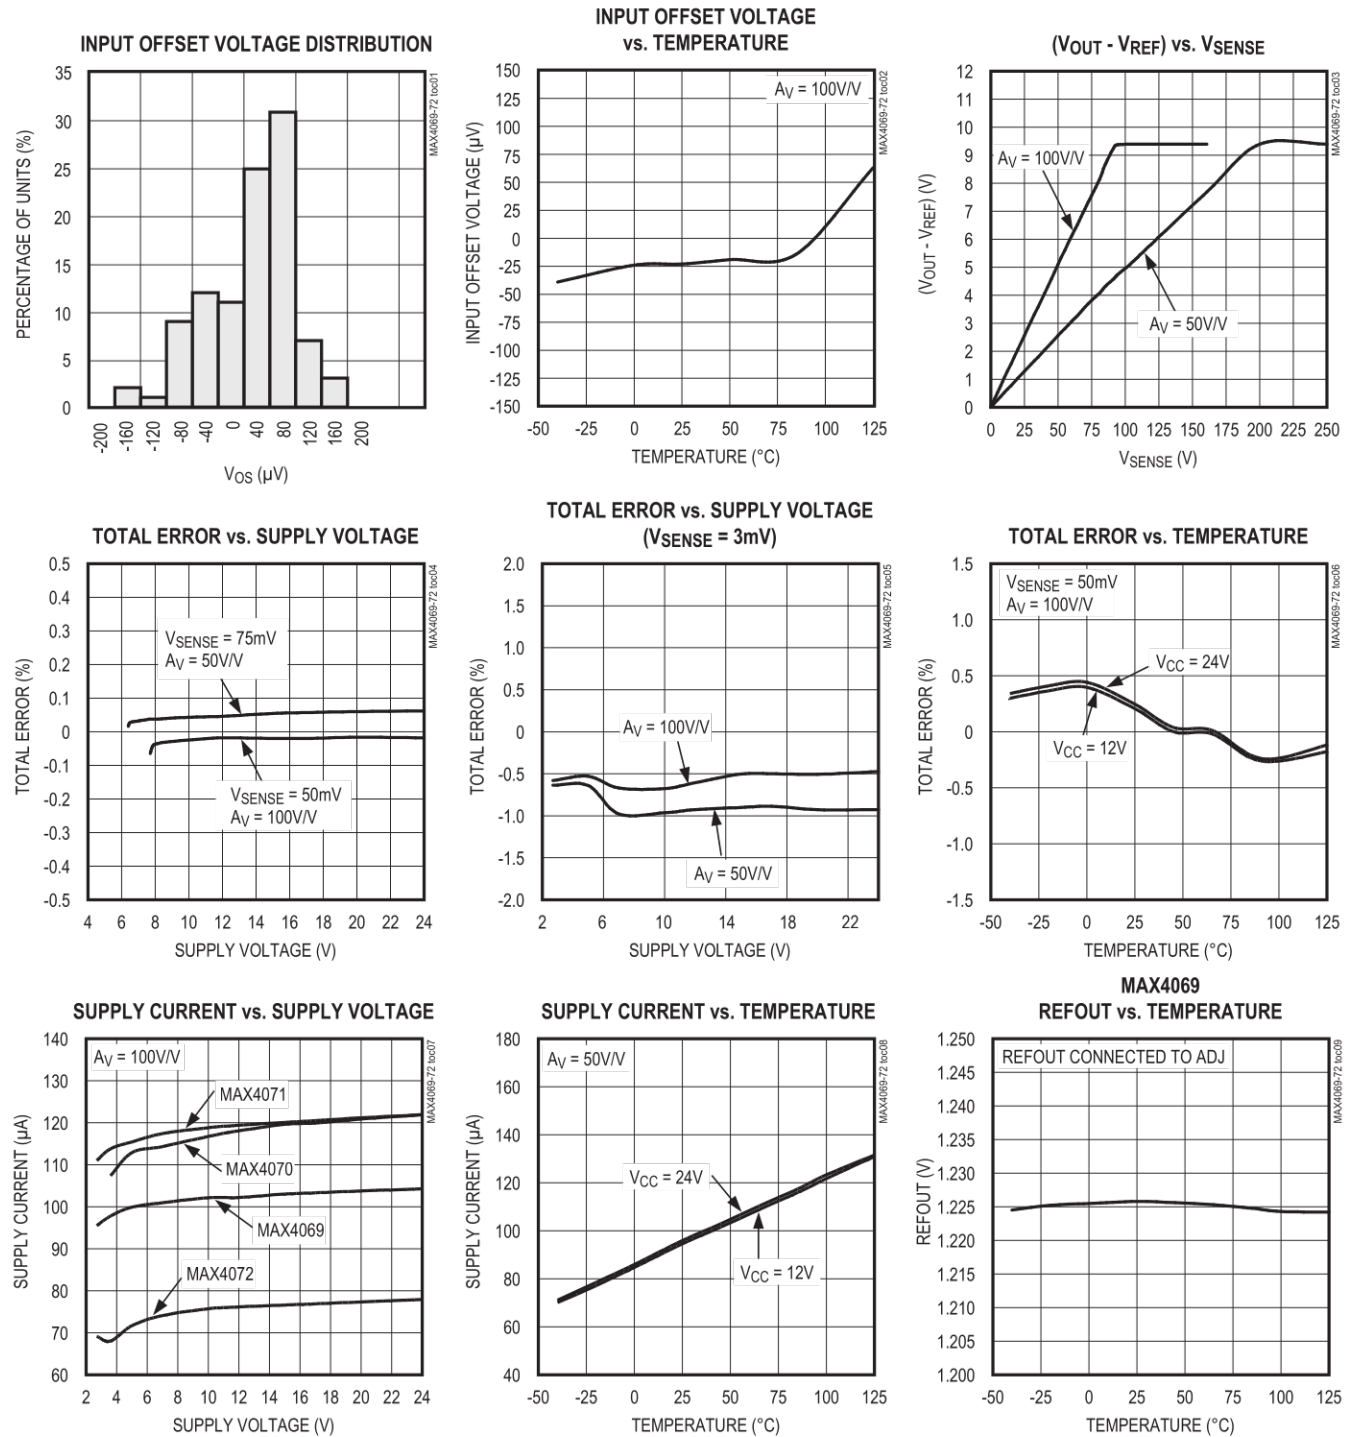 INPUT OFFSET VOLTAGE DISTRIBUTION
MAX4069-72 toc01
PERCENTAGE OF UNITS (%)
35
30
25
20
15
10
5
0
-200 -160 -120 -80 -40 0 40 80 120 160 200
VOS (µV)
INPUT OFFSET VOLTAGE
vs. TEMPERATURE
MAX4069-72 toc02
AV = 100V/V
INPUT OFFSET VOLTAGE (µV)
150
125
100
75
50
25
0
-25
-50
-75
-100
-125
-150
-50 -25 0 25 50 75 100 125
TEMPERATURE (°C)
(VOUT - VREF) vs. VSENSE
MAX4069-72 toc03
(VOUT - VREF) (V)
12
11
10
9
8
7
6
5
4
3
2
1
0
AV = 100V/V
AV = 50V/V
0 25 50 75 100 125 150 175 200 225 250
VSENSE (V)
TOTAL ERROR vs. SUPPLY VOLTAGE
MAX4069-72 toc04
TOTAL ERROR (%)
0.5
0.4
0.3
0.2
0.1
0
-0.1
-0.2
-0.3
-0.4
-0.5
VSENSE = 75mV
AV = 50V/V
VSENSE = 50mV
AV = 100V/V
4 6 8 10 12 14 16 18 20 22 24
SUPPLY VOLTAGE (V)
TOTAL ERROR vs. SUPPLY VOLTAGE
(VSENSE = 3mV)
MAX4069-72 toc05
TOTAL ERROR (%)
2.0
1.5
1.0
0.5
0
-0.5
-1.0
-1.5
-2.0
AV = 100V/V
AV = 50V/V
2 6 10 14 18 22
SUPPLY VOLTAGE (V)
TOTAL ERROR vs. TEMPERATURE
MAX4069-72 toc06
VSENSE = 50mV
AV = 100V/V
TOTAL ERROR (%)
1.5
1.0
0.5
0
-0.5
-1.0
-1.5
VCC = 24V
VCC = 12V
-50 -25 0 25 50 75 100 125
TEMPERATURE (°C)
SUPPLY CURRENT vs. SUPPLY VOLTAGE
MAX4069-72 toc07
AV = 100V/V
SUPPLY CURRENT (µA)
140
130
120
110
100
90
80
70
60
MAX4071
MAX4070
MAX4069
MAX4072
2 4 6 8 10 12 14 16 18 20 22 24
SUPPLY VOLTAGE (V)
SUPPLY CURRENT vs. TEMPERATURE
MAX4069-72 toc08
AV = 50V/V
SUPPLY CURRENT (µA)
180
160
140
120
100
80
60
40
VCC = 24V
VCC = 12V
-50 -25 0 25 50 75 100 125
TEMPERATURE (°C)
MAX4069
REFOUT vs. TEMPERATURE
MAX4069-72 toc09
REFOUT CONNECTED TO ADJ
REFOUT (V)
1.250
1.245
1.240
1.235
1.230
1.225
1.220
1.215
1.210
1.205
1.200
-50 -25 0 25 50 75 100 125
TEMPERATURE (°C)